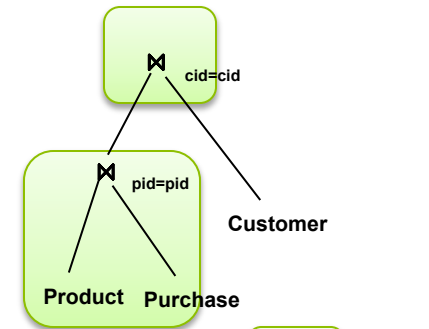 ⋈ cid=cid
⋈ pid=pid
Customer
Product Purchase